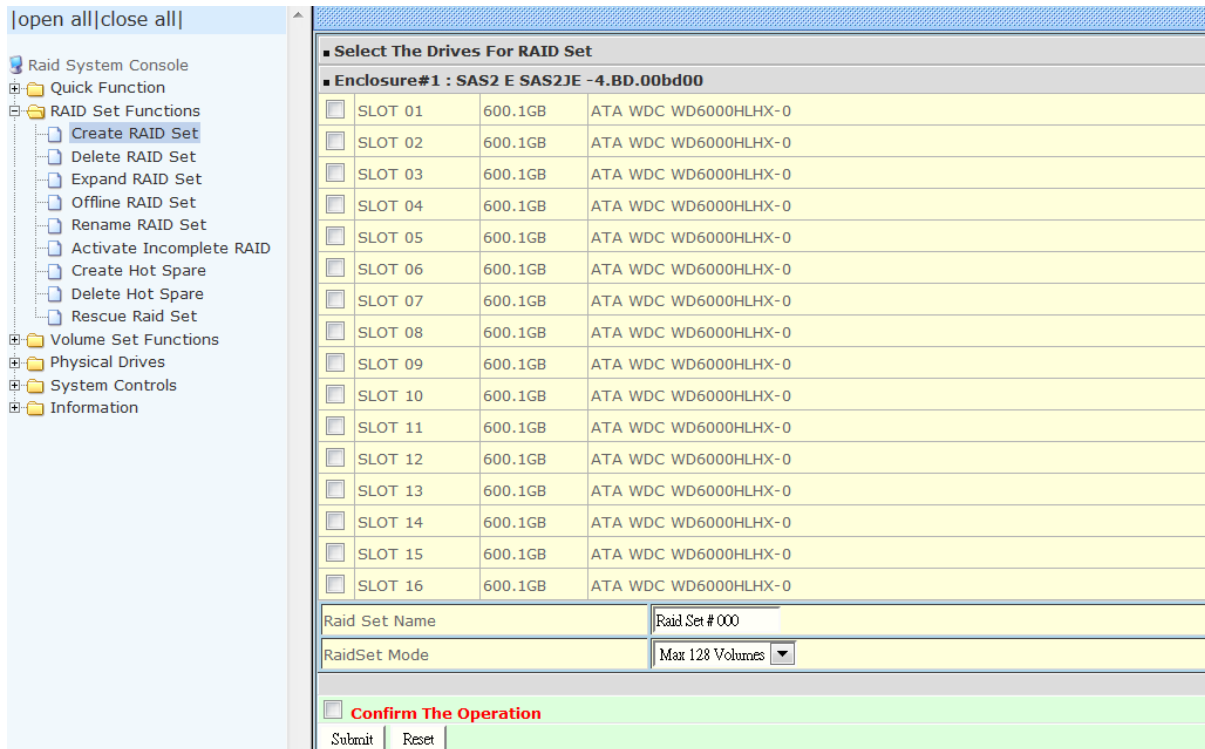 |open all|close all|
Raid System Console
Quick Function
RAID Set Functions
Create RAID Set
Delete RAID Set
Expand RAID Set
Offline RAID Set
Rename RAID Set
Activate Incomplete RAID
Create Hot Spare
Delete Hot Spare
Rescue Raid Set
Volume Set Functions
Physical Drives
System Controls
Information
Select The Drives For RAID Set
Enclosure#1 : SAS2 E SAS2JE -4.BD.00bd00
SLOT 01 600.1GB ATA WDC WD6000HLHX-0
SLOT 02 600.1GB ATA WDC WD6000HLHX-0
SLOT 03 600.1GB ATA WDC WD6000HLHX-0
SLOT 04 600.1GB ATA WDC WD6000HLHX-0
SLOT 05 600.1GB ATA WDC WD6000HLHX-0
SLOT 06 600.1GB ATA WDC WD6000HLHX-0
SLOT 07 600.1GB ATA WDC WD6000HLHX-0
SLOT 08 600.1GB ATA WDC WD6000HLHX-0
SLOT 09 600.1GB ATA WDC WD6000HLHX-0
SLOT 10 600.1GB ATA WDC WD6000HLHX-0
SLOT 11 600.1GB ATA WDC WD6000HLHX-0
SLOT 12 600.1GB ATA WDC WD6000HLHX-0
SLOT 13 600.1GB ATA WDC WD6000HLHX-0
SLOT 14 600.1GB ATA WDC WD6000HLHX-0
SLOT 15 600.1GB ATA WDC WD6000HLHX-0
SLOT 16 600.1GB ATA WDC WD6000HLHX-0
Raid Set Name Raid Set # 000
RaidSet Mode Max 128 Volumes
Confirm The Operation
Submit Reset